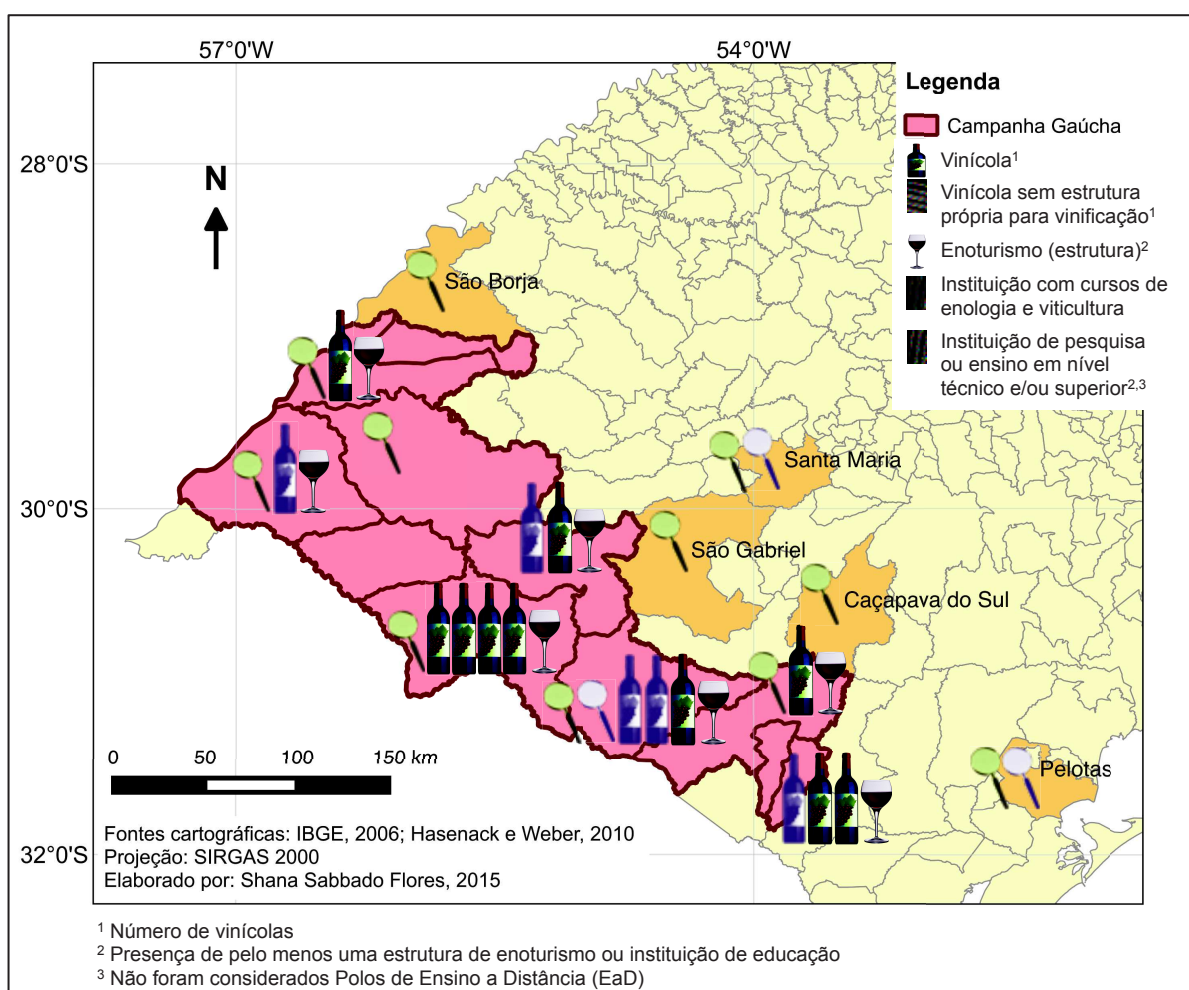 57°0'W
54°0'W
Legenda
Campanha Gaúcha
Vinícola¹
Vinícola sem estrutura
própria para vinificação¹
Enoturismo (estrutura)²
Instituição com cursos de
enologia e viticultura
Instituição de pesquisa
ou ensino em nível
técnico e/ou superior²,³
28°0'S
N
São Borja
Santa Maria
30°0'S
São Gabriel
Caçapava do Sul
Pelotas
0 50 100 150 km
Fontes cartográficas: IBGE, 2006; Hasenack e Weber, 2010
Projeção: SIRGAS 2000
Elaborado por: Shana Sabbado Flores, 2015
32°0'S
¹ Número de vinícolas
² Presença de pelo menos uma estrutura de enoturismo ou instituição de educação
³ Não foram considerados Polos de Ensino a Distância (EaD)